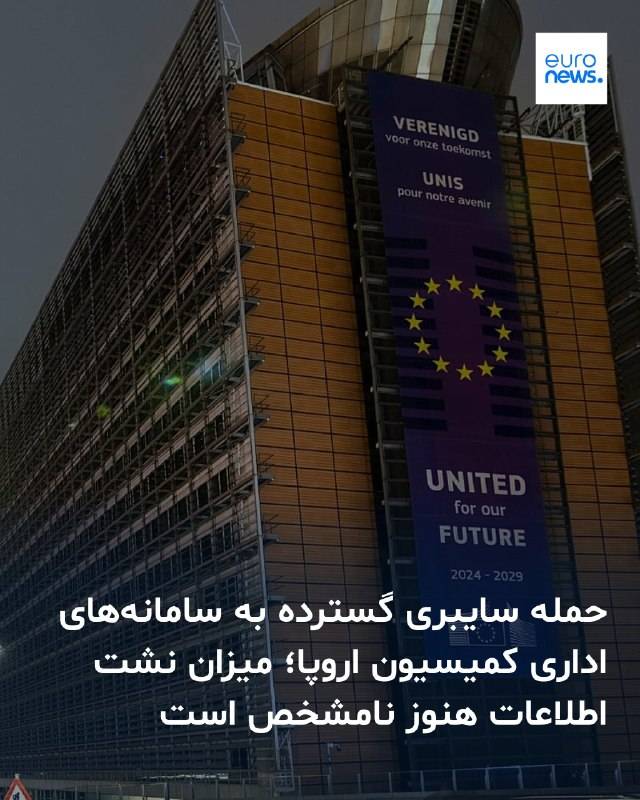 euro
news.
VERENIGD
voor onze toekomst
UNIS
pour notre avenir
UNITED
for our
FUTURE
2024 - 2029
حمله سایبری گسترده به سامانه‌های
اداری کمیسیون اروپا؛ میزان نشت
اطلاعات هنوز نامشخص است